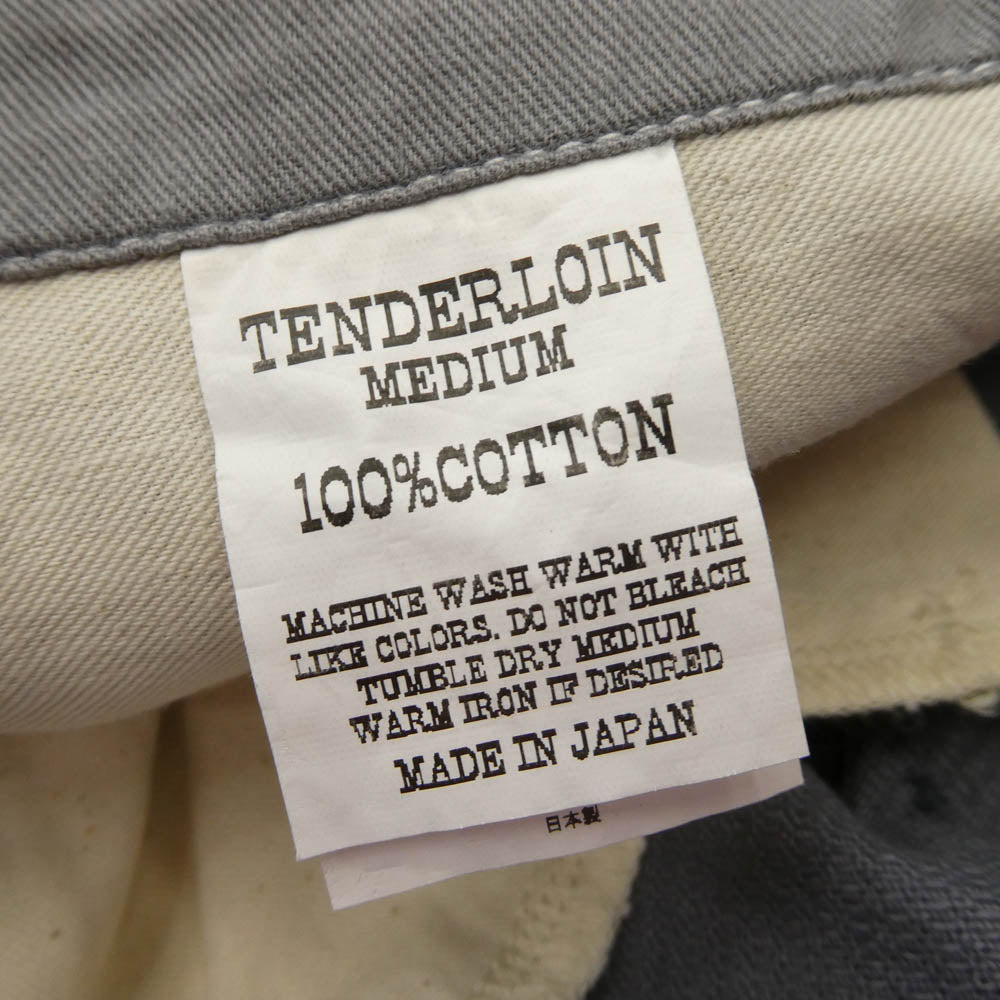 TENDERLOIN
MEDIUM
100%COTTON
MACHINE WASH WARM WITH
LIKE COLORS. DO NOT BLEACH
TUMBLE DRY MEDIUM
WARM IRON IF DESIRED
MADE IN JAPAN
日本製